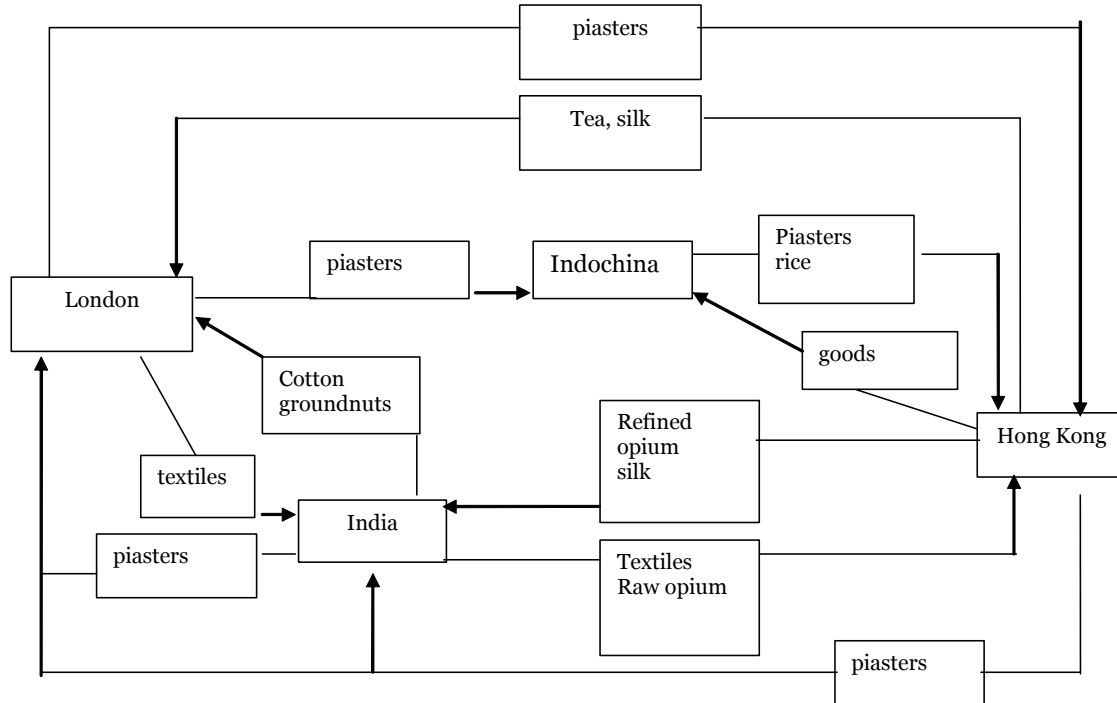 piasters
Tea, silk
piasters
Indochina
Piasters
rice
London
goods
Cotton
groundnuts
Refined
opium
silk
Hong Kong
textiles
India
piasters
Textiles
Raw opium
piasters